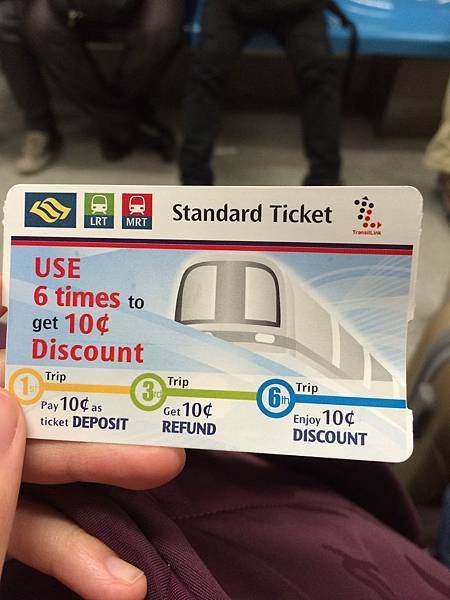 LRT MRT Standard Ticket
TransitLink
USE
6 times to
get 10¢
Discount
1st Trip
Pay 10¢ as
ticket DEPOSIT
3rd Trip
Get 10¢
REFUND
6th Trip
Enjoy 10¢
DISCOUNT